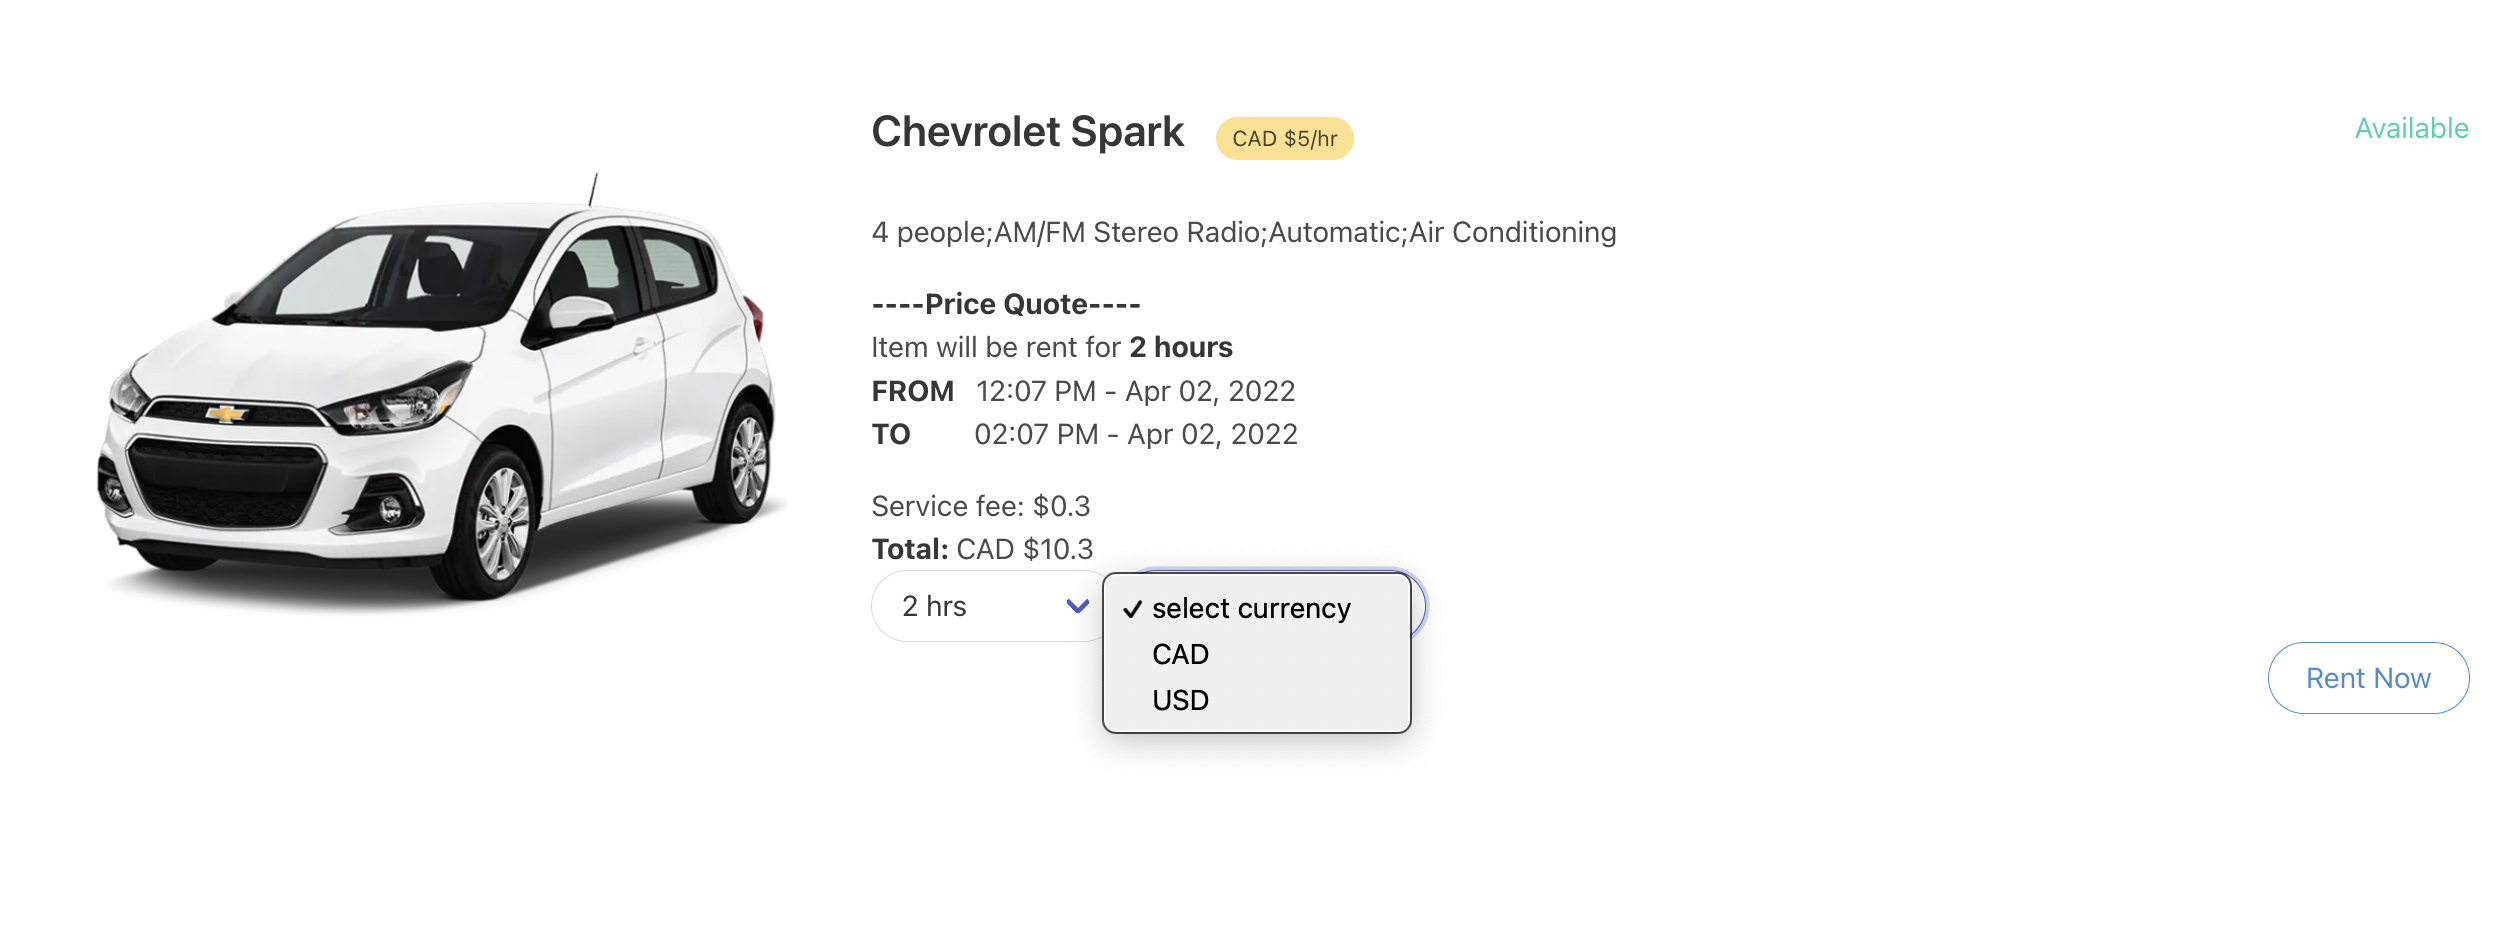 Chevrolet Spark CAD $5/hr
Available
4 people;AM/FM Stereo Radio;Automatic;Air Conditioning
----Price Quote----
Item will be rent for 2 hours
FROM 12:07 PM - Apr 02, 2022
TO 02:07 PM - Apr 02, 2022
Service fee: $0.3
Total: CAD $10.3
2 hrs
✓ select currency
CAD
USD
Rent Now